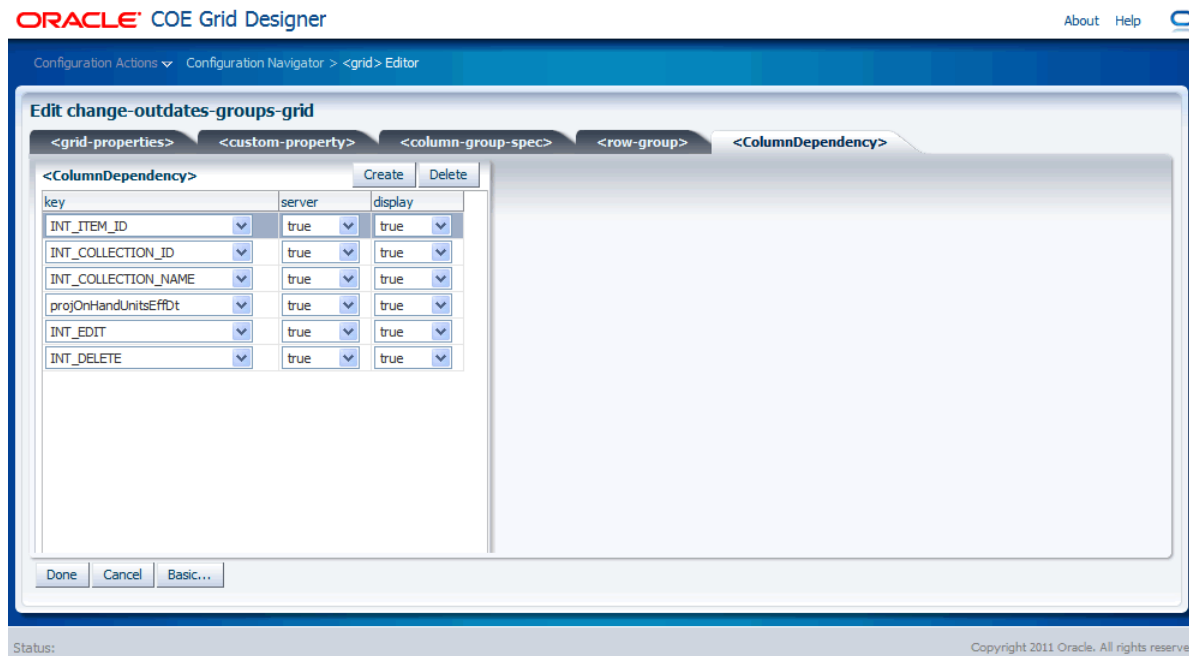 ORACLE COE Grid Designer
About Help
Configuration Actions Configuration Navigator > <grid> Editor
Edit change-outdates-groups-grid
<grid-properties> <custom-property> <column-group-spec> <row-group> <ColumnDependency>
<ColumnDependency> Create Delete
key server display
INT_ITEM_ID true true
INT_COLLECTION_ID true true
INT_COLLECTION_NAME true true
projOnHandUnitsEffDt true true
INT_EDIT true true
INT_DELETE true true
Done Cancel Basic...
Status: Copyright 2011 Oracle. All rights reserve